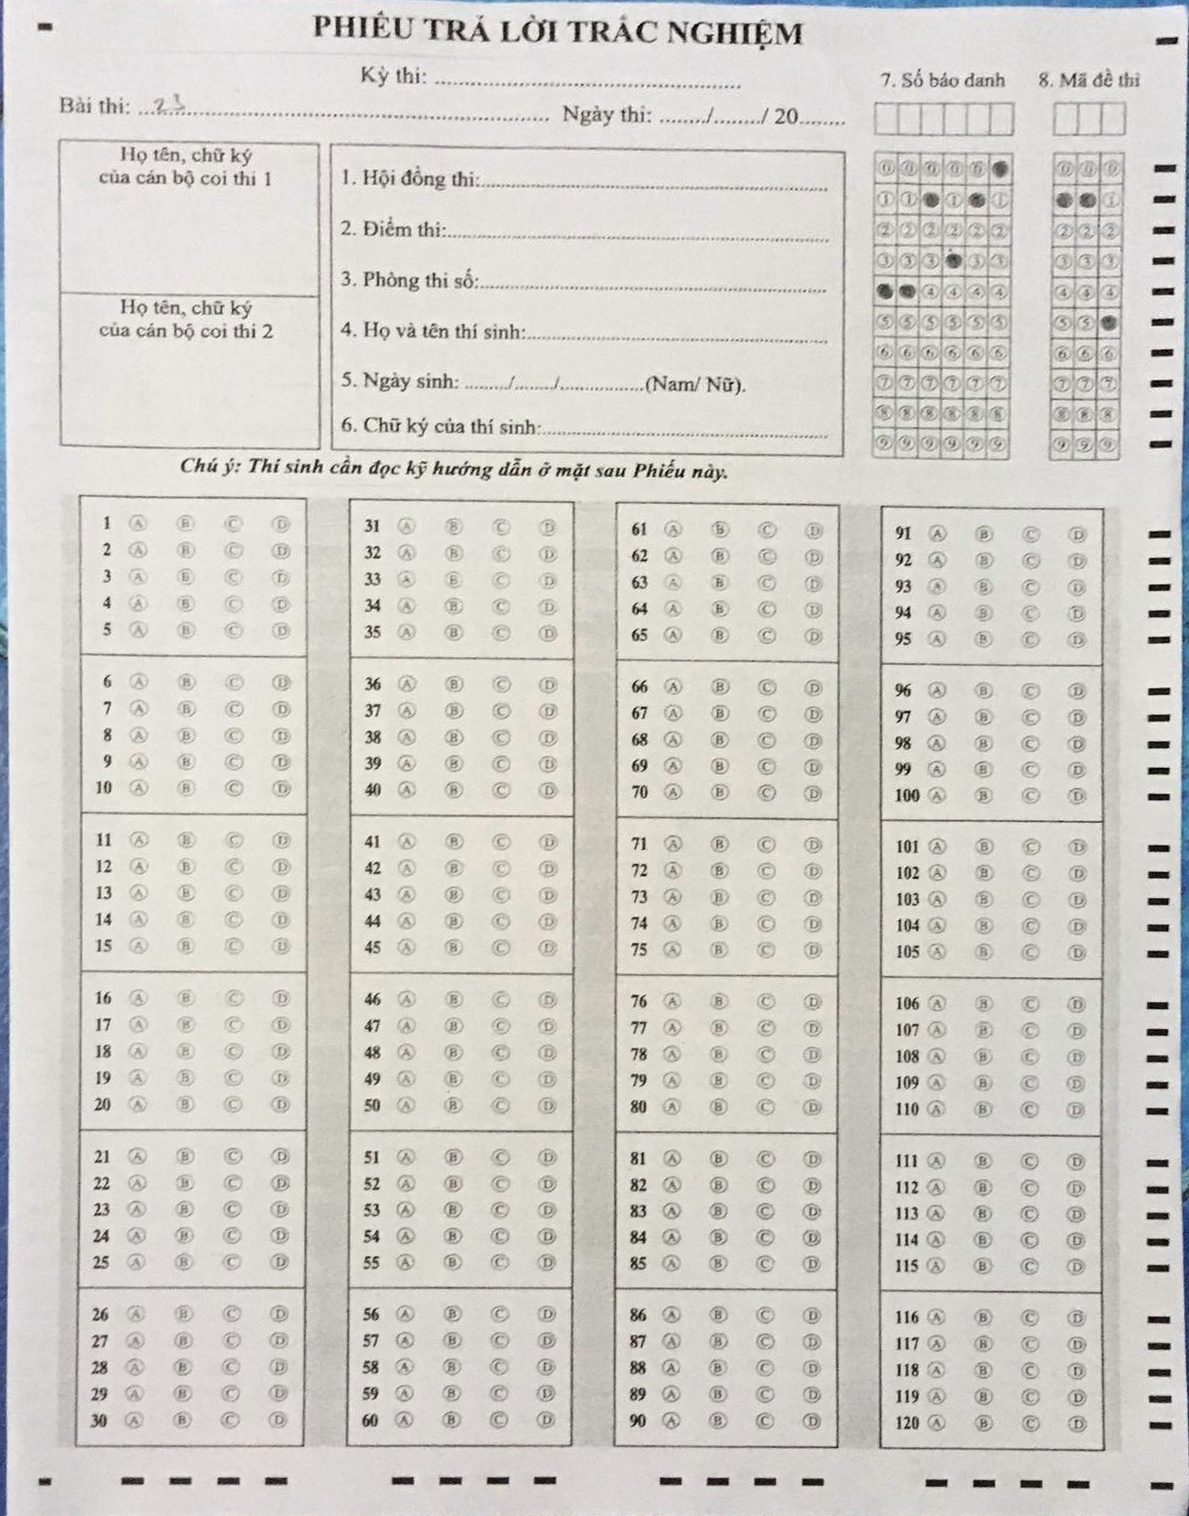 PHIẾU TRẢ LỜI TRẮC NGHIỆM
Kỳ thi:
7. Số báo danh 8. Mã đề thi
Bài thi: 23
Ngày thi: ......../......../ 20........
Họ tên, chữ ký
của cán bộ coi thi 1
Họ tên, chữ ký
của cán bộ coi thi 2
1. Hội đồng thi:
2. Điểm thi:
3. Phòng thi số:
4. Họ và tên thí sinh:
5. Ngày sinh: ......../......../..............(Nam/ Nữ).
6. Chữ ký của thí sinh:
0 0 0 0 0 0 0 0
1 1 1 1 1
2 2 2 2 2 2 2 2 2
3 3 3 3 3 3 3 3
4 4 4 4 4 4 4
5 5 5 5 5 5 5 5
6 6 6 6 6 6 6 6 6
7 7 7 7 7 7 7 7 7
8 8 8 8 8 8 8 8 8
9 9 9 9 9 9 9 9 9
Chú ý: Thí sinh cần đọc kỹ hướng dẫn ở mặt sau Phiếu này.
1 A B C D 31 A B C D 61 A B C D 91 A B C D
2 A B C D 32 A B C D 62 A B C D 92 A B C D
3 A B C D 33 A B C D 63 A B C D 93 A B C D
4 A B C D 34 A B C D 64 A B C D 94 A B C D
5 A B C D 35 A B C D 65 A B C D 95 A B C D
6 A B C D 36 A B C D 66 A B C D 96 A B C D
7 A B C D 37 A B C D 67 A B C D 97 A B C D
8 A B C D 38 A B C D 68 A B C D 98 A B C D
9 A B C D 39 A B C D 69 A B C D 99 A B C D
10 A B C D 40 A B C D 70 A B C D 100 A B C D
11 A B C D 41 A B C D 71 A B C D 101 A B C D
12 A B C D 42 A B C D 72 A B C D 102 A B C D
13 A B C D 43 A B C D 73 A B C D 103 A B C D
14 A B C D 44 A B C D 74 A B C D 104 A B C D
15 A B C D 45 A B C D 75 A B C D 105 A B C D
16 A B C D 46 A B C D 76 A B C D 106 A B C D
17 A B C D 47 A B C D 77 A B C D 107 A B C D
18 A B C D 48 A B C D 78 A B C D 108 A B C D
19 A B C D 49 A B C D 79 A B C D 109 A B C D
20 A B C D 50 A B C D 80 A B C D 110 A B C D
21 A B C D 51 A B C D 81 A B C D 111 A B C D
22 A B C D 52 A B C D 82 A B C D 112 A B C D
23 A B C D 53 A B C D 83 A B C D 113 A B C D
24 A B C D 54 A B C D 84 A B C D 114 A B C D
25 A B C D 55 A B C D 85 A B C D 115 A B C D
26 A B C D 56 A B C D 86 A B C D 116 A B C D
27 A B C D 57 A B C D 87 A B C D 117 A B C D
28 A B C D 58 A B C D 88 A B C D 118 A B C D
29 A B C D 59 A B C D 89 A B C D 119 A B C D
30 A B C D 60 A B C D 90 A B C D 120 A B C D